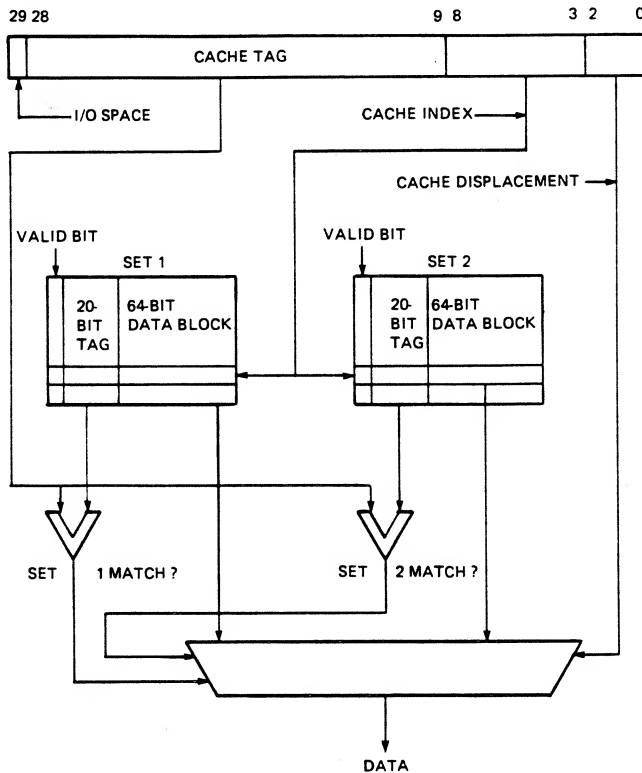 29 28 9 8 3 2 0
CACHE TAG
I/O SPACE
CACHE INDEX
CACHE DISPLACEMENT
VALID BIT
SET 1
20-
BIT
TAG
64-BIT
DATA BLOCK
VALID BIT
SET 2
20-
BIT
TAG
64-BIT
DATA BLOCK
SET 1 MATCH ?
SET 2 MATCH ?
DATA